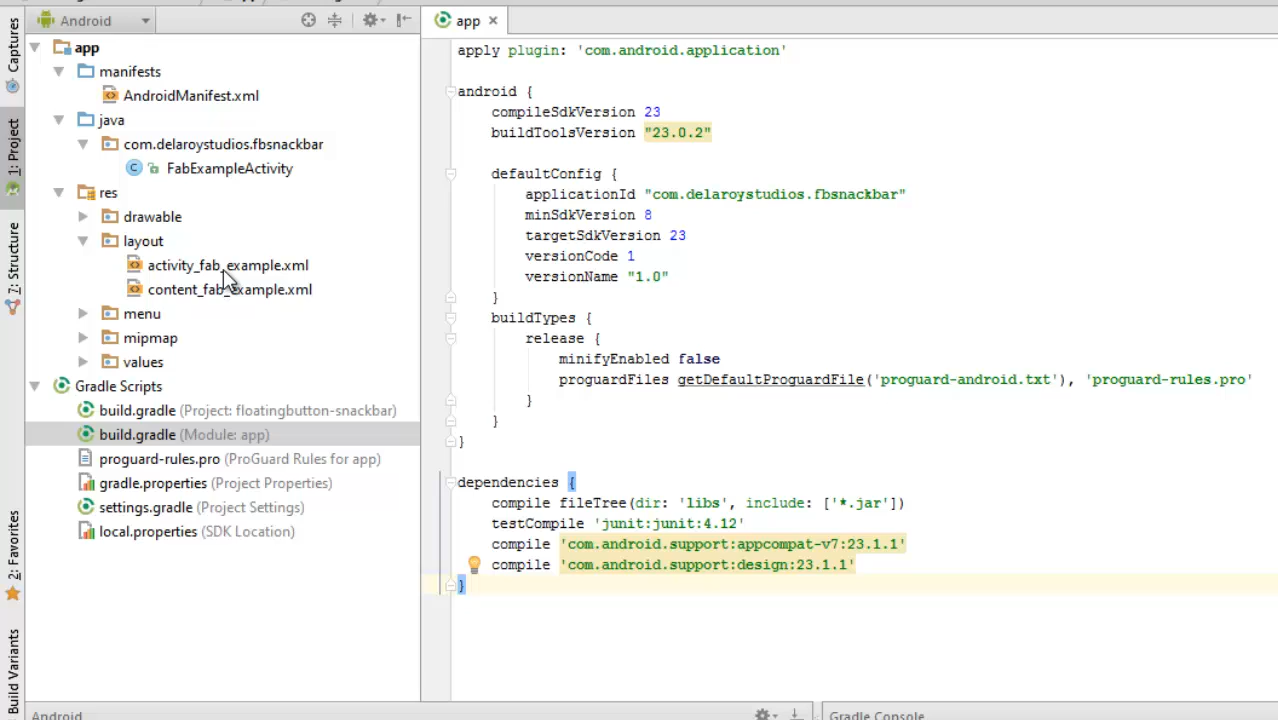 Android
app
manifests
AndroidManifest.xml
java
com.delaroystudios.fbsnackbar
FabExampleActivity
res
drawable
layout
activity_fab_example.xml
content_fab_example.xml
menu
mipmap
values
Gradle Scripts
build.gradle (Project: floatingbutton-snackbar)
build.gradle (Module: app)
proguard-rules.pro (ProGuard Rules for app)
gradle.properties (Project Properties)
settings.gradle (Project Settings)
local.properties (SDK Location)
Captures
1: Project
7: Structure
2: Favorites
Build Variants
app
apply plugin: 'com.android.application'
android {
compileSdkVersion 23
buildToolsVersion "23.0.2"
defaultConfig {
applicationId "com.delaroystudios.fbsnackbar"
minSdkVersion 8
targetSdkVersion 23
versionCode 1
versionName "1.0"
}
buildTypes {
release {
minifyEnabled false
proguardFiles getDefaultProguardFile('proguard-android.txt'), 'proguard-rules.pro'
}
}
}
dependencies {
compile fileTree(dir: 'libs', include: ['*.jar'])
testCompile 'junit:junit:4.12'
compile 'com.android.support:appcompat-v7:23.1.1'
compile 'com.android.support:design:23.1.1'
}
Android
Gradle Console